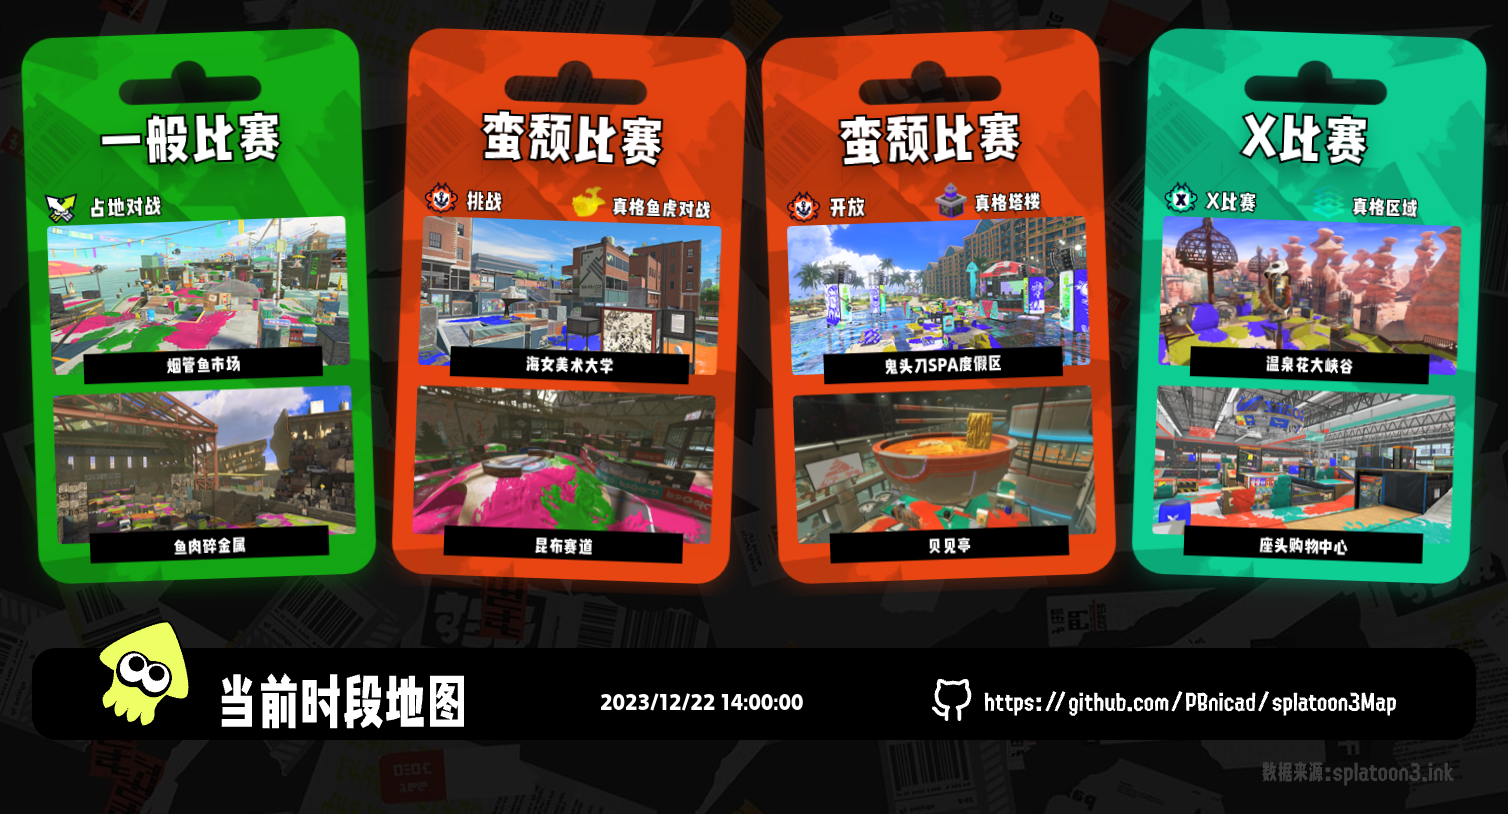 一般比赛
占地对战
烟管鱼市场
鱼肉碎金属
蛮颓比赛
挑战
真格鱼虎对战
海女美术大学
昆布赛道
蛮颓比赛
开放
真格塔楼
鬼头刀SPA度假区
贝见亭
X比赛
X比赛
真格区域
温泉花大峡谷
座头购物中心
当前时段地图
2023/12/22 14:00:00
https://github.com/PBnicad/splatoon3Map
数据来源:splatoon3.ink